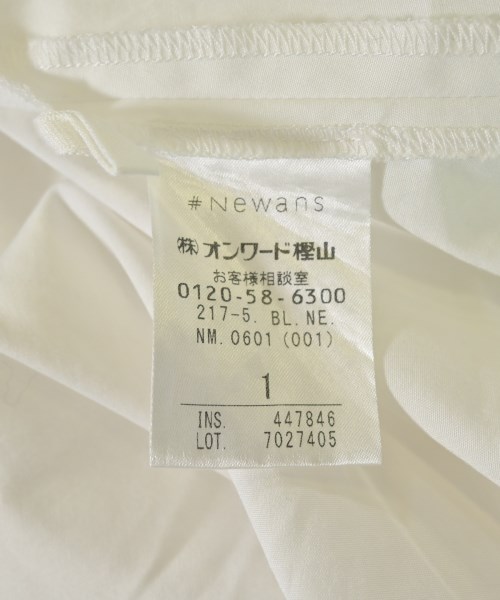 #Newans
(株)オンワード樫山
お客様相談室
0120-58-6300
217-5. BL. NE.
NM. 0601 (001)
1
INS. 447846
LOT. 7027405